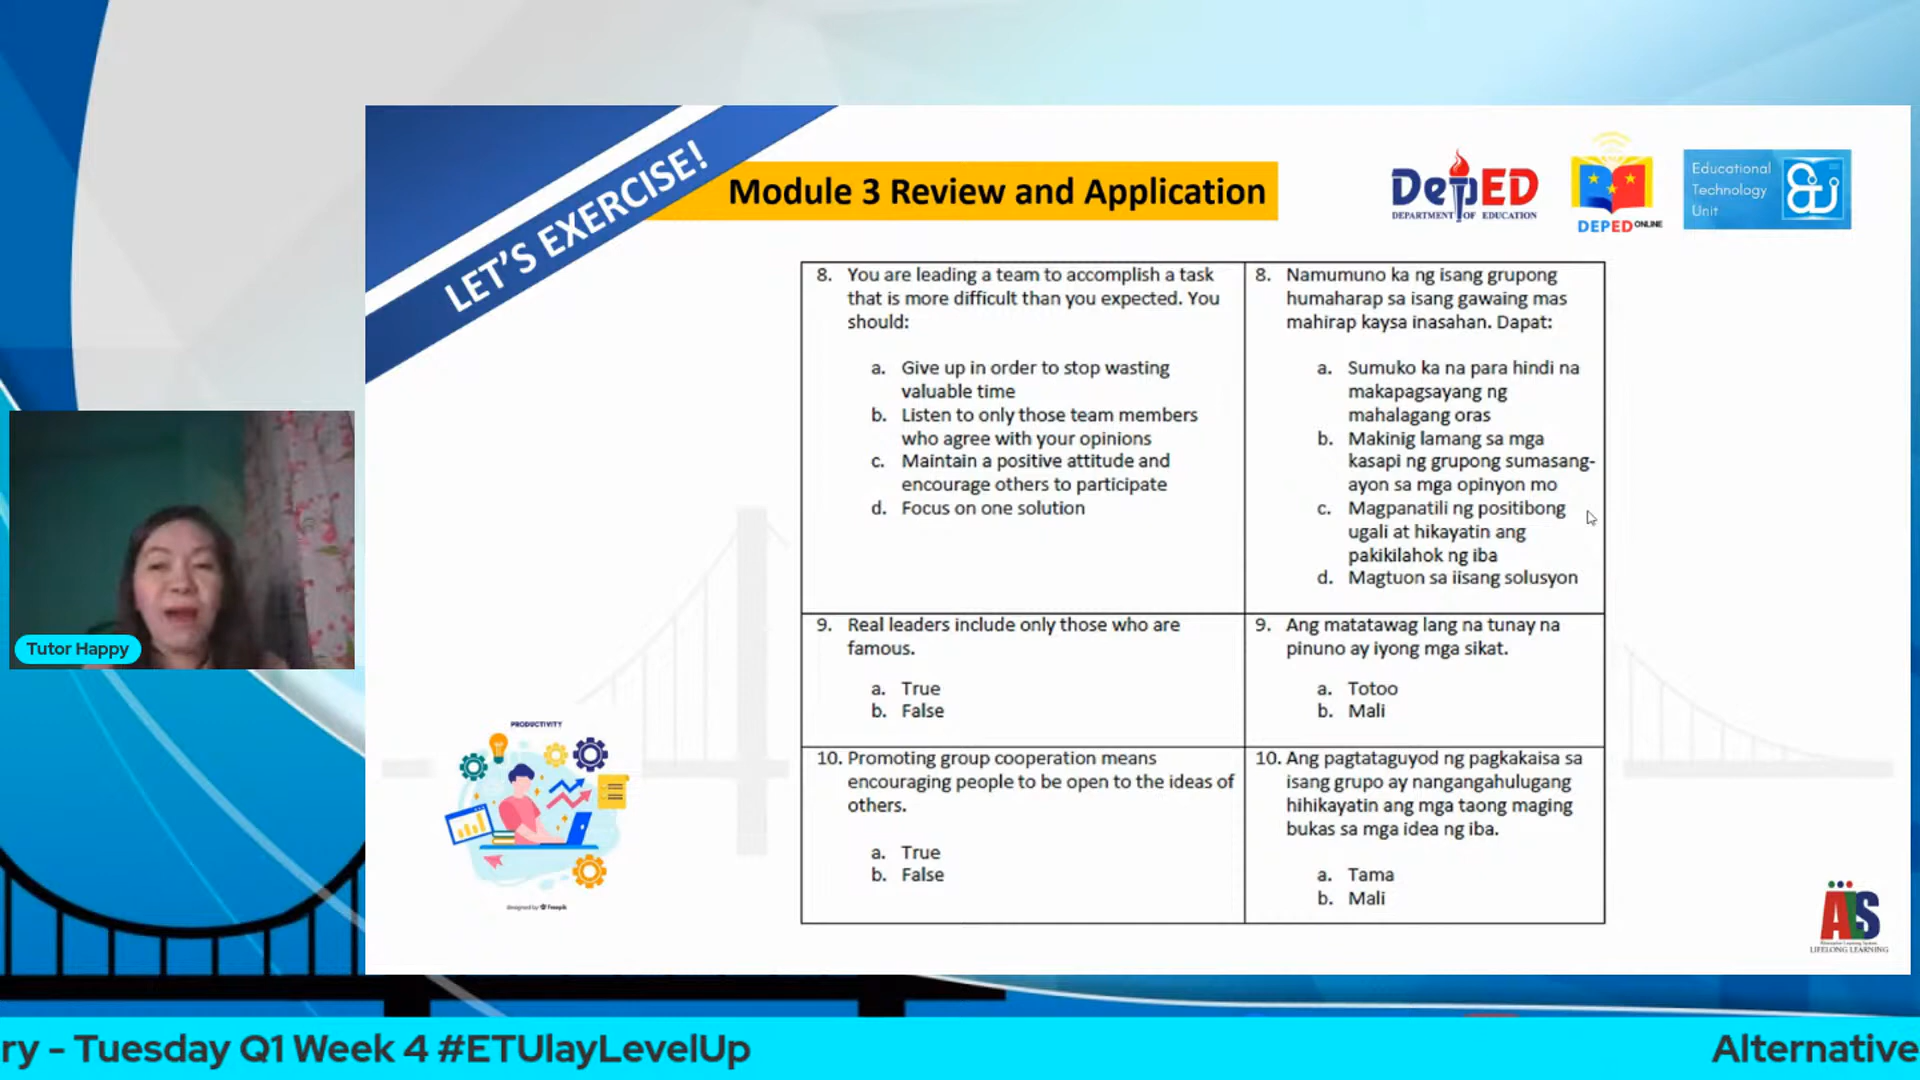 LET'S EXERCISE!
Module 3 Review and Application
DepED
DEPARTMENT OF EDUCATION
DEPED ONLINE
Educational
Technology
Unit
8. You are leading a team to accomplish a task
that is more difficult than you expected. You
should:
a. Give up in order to stop wasting
valuable time
b. Listen to only those team members
who agree with your opinions
c. Maintain a positive attitude and
encourage others to participate
d. Focus on one solution
8. Namumuno ka ng isang grupong
humaharap sa isang gawaing mas
mahirap kaysa inasahan. Dapat:
a. Sumuko ka na para hindi na
makapagsayang ng
mahalagang oras
b. Makinig lamang sa mga
kasapi ng grupong sumasang-
ayon sa mga opinyon mo
c. Magpanatili ng positibong
ugali at hikayatin ang
pakikilahok ng iba
d. Magtuon sa iisang solusyon
9. Real leaders include only those who are
famous.
a. True
b. False
9. Ang matatawag lang na tunay na
pinuno ay iyong mga sikat.
a. Totoo
b. Mali
10. Promoting group cooperation means
encouraging people to be open to the ideas of
others.
a. True
b. False
10. Ang pagtataguyod ng pagkakaisa sa
isang grupo ay nangangahulugang
hihikayatin ang mga taong maging
bukas sa mga idea ng iba.
a. Tama
b. Mali
Tutor Happy
PRODUCTIVITY
designed by Freepik
ALS
Alternative Learning System
LIFELONG LEARNING
ry - Tuesday Q1 Week 4 #ETUlayLevelUp
Alternative